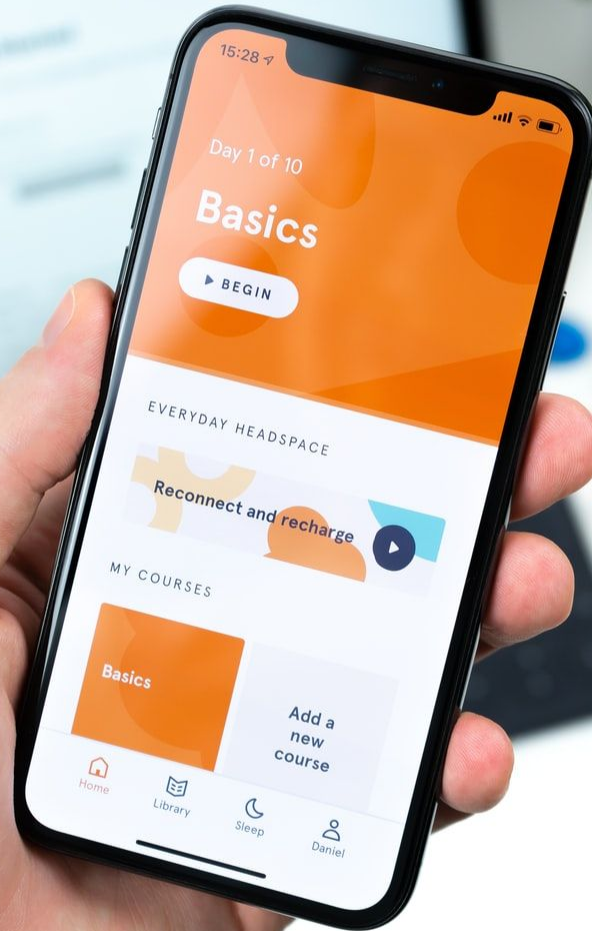 15:28
Day 1 of 10
Basics
BEGIN
EVERYDAY HEADSPACE
Reconnect and recharge
MY COURSES
Basics
Add a
new
course
Home
Library
Sleep
Daniel